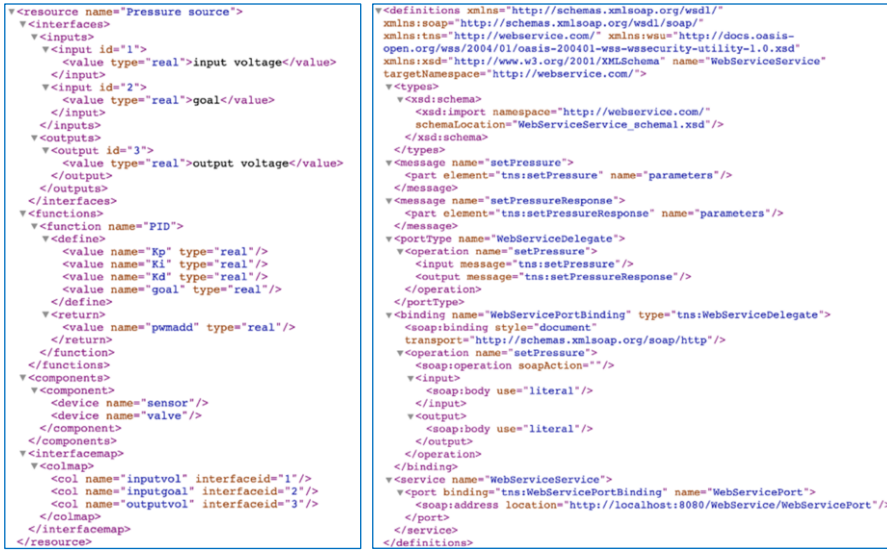 <resource name="Pressure source">
<interfaces>
<inputs>
<input id="1">
<value type="real">input voltage</value>
</input>
<input id="2">
<value type="real">goal</value>
</input>
</inputs>
<outputs>
<output id="3">
<value type="real">output voltage</value>
</output>
</outputs>
</interfaces>
<functions>
<function name="PID">
<define>
<value name="Kp" type="real"/>
<value name="Ki" type="real"/>
<value name="Kd" type="real"/>
<value name="goal" type="real"/>
</define>
<return>
<value name="pwmadd" type="real"/>
</return>
</function>
</functions>
<components>
<component>
<device name="sensor"/>
<device name="valve"/>
</component>
</components>
<interfacemap>
<colmap>
<col name="inputvol" interfaceid="1"/>
<col name="inputgoal" interfaceid="2"/>
<col name="outputvol" interfaceid="3"/>
</colmap>
</interfacemap>
</resource>
<definitions xmlns="http://schemas.xmlsoap.org/wsdl/"
xmlns:soap="http://schemas.xmlsoap.org/wsdl/soap/"
xmlns:tns="http://webservice.com/" xmlns:wsu="http://docs.oasis-
open.org/wss/2004/01/oasis-200401-wss-wssecurity-utility-1.0.xsd"
xmlns:xsd="http://www.w3.org/2001/XMLSchema" name="WebServiceService"
targetNamespace="http://webservice.com/">
<types>
<xsd:schema>
<xsd:import namespace="http://webservice.com/"
schemaLocation="WebServiceService_schema1.xsd"/>
</xsd:schema>
</types>
<message name="setPressure">
<part element="tns:setPressure" name="parameters"/>
</message>
<message name="setPressureResponse">
<part element="tns:setPressureResponse" name="parameters"/>
</message>
<portType name="WebServiceDelegate">
<operation name="setPressure">
<input message="tns:setPressure"/>
<output message="tns:setPressureResponse"/>
</operation>
</portType>
<binding name="WebServicePortBinding" type="tns:WebServiceDelegate">
<soap:binding style="document"
transport="http://schemas.xmlsoap.org/soap/http"/>
<operation name="setPressure">
<soap:operation soapAction=""/>
<input>
<soap:body use="literal"/>
</input>
<output>
<soap:body use="literal"/>
</output>
</operation>
</binding>
<service name="WebServiceService">
<port binding="tns:WebServicePortBinding" name="WebServicePort">
<soap:address location="http://localhost:8080/WebService/WebServicePort"/>
</port>
</service>
</definitions>